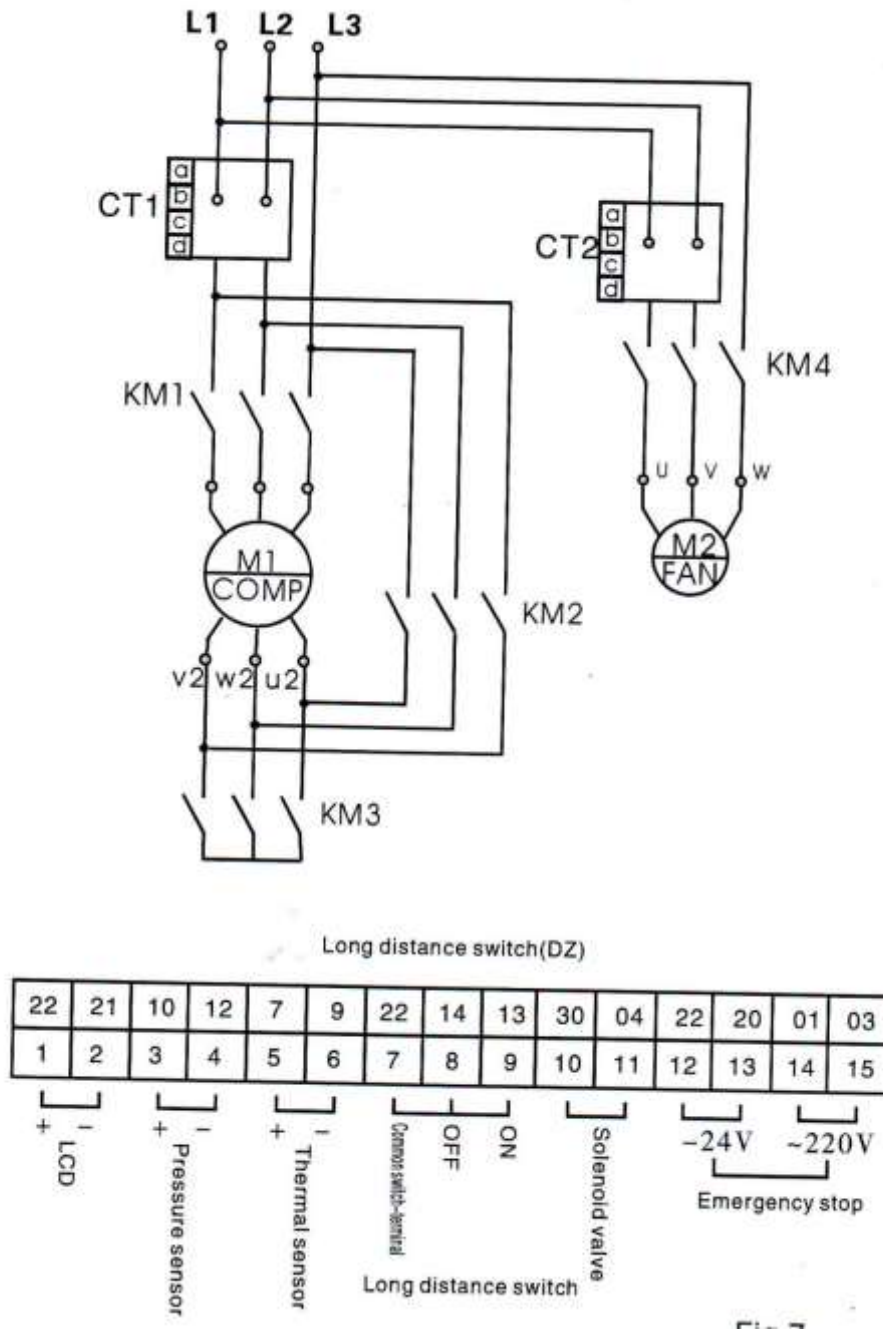 L1 L2 L3
a
b
c
d
CT1
a
b
c
d
CT2
KM1
KM4
U V W
M1
COMP
M2
FAN
KM2
v2 w2 u2
KM3
Long distance switch(DZ)
22 21 10 12 7 9 22 14 13 30 04 22 20 01 03
1 2 3 4 5 6 7 8 9 10 11 12 13 14 15
+ −
LCD
+ −
Pressure sensor
+ −
Thermal sensor
Common switch-terminal
OFF
ON
Solenoid valve
−24V ~220V
Emergency stop
Long distance switch